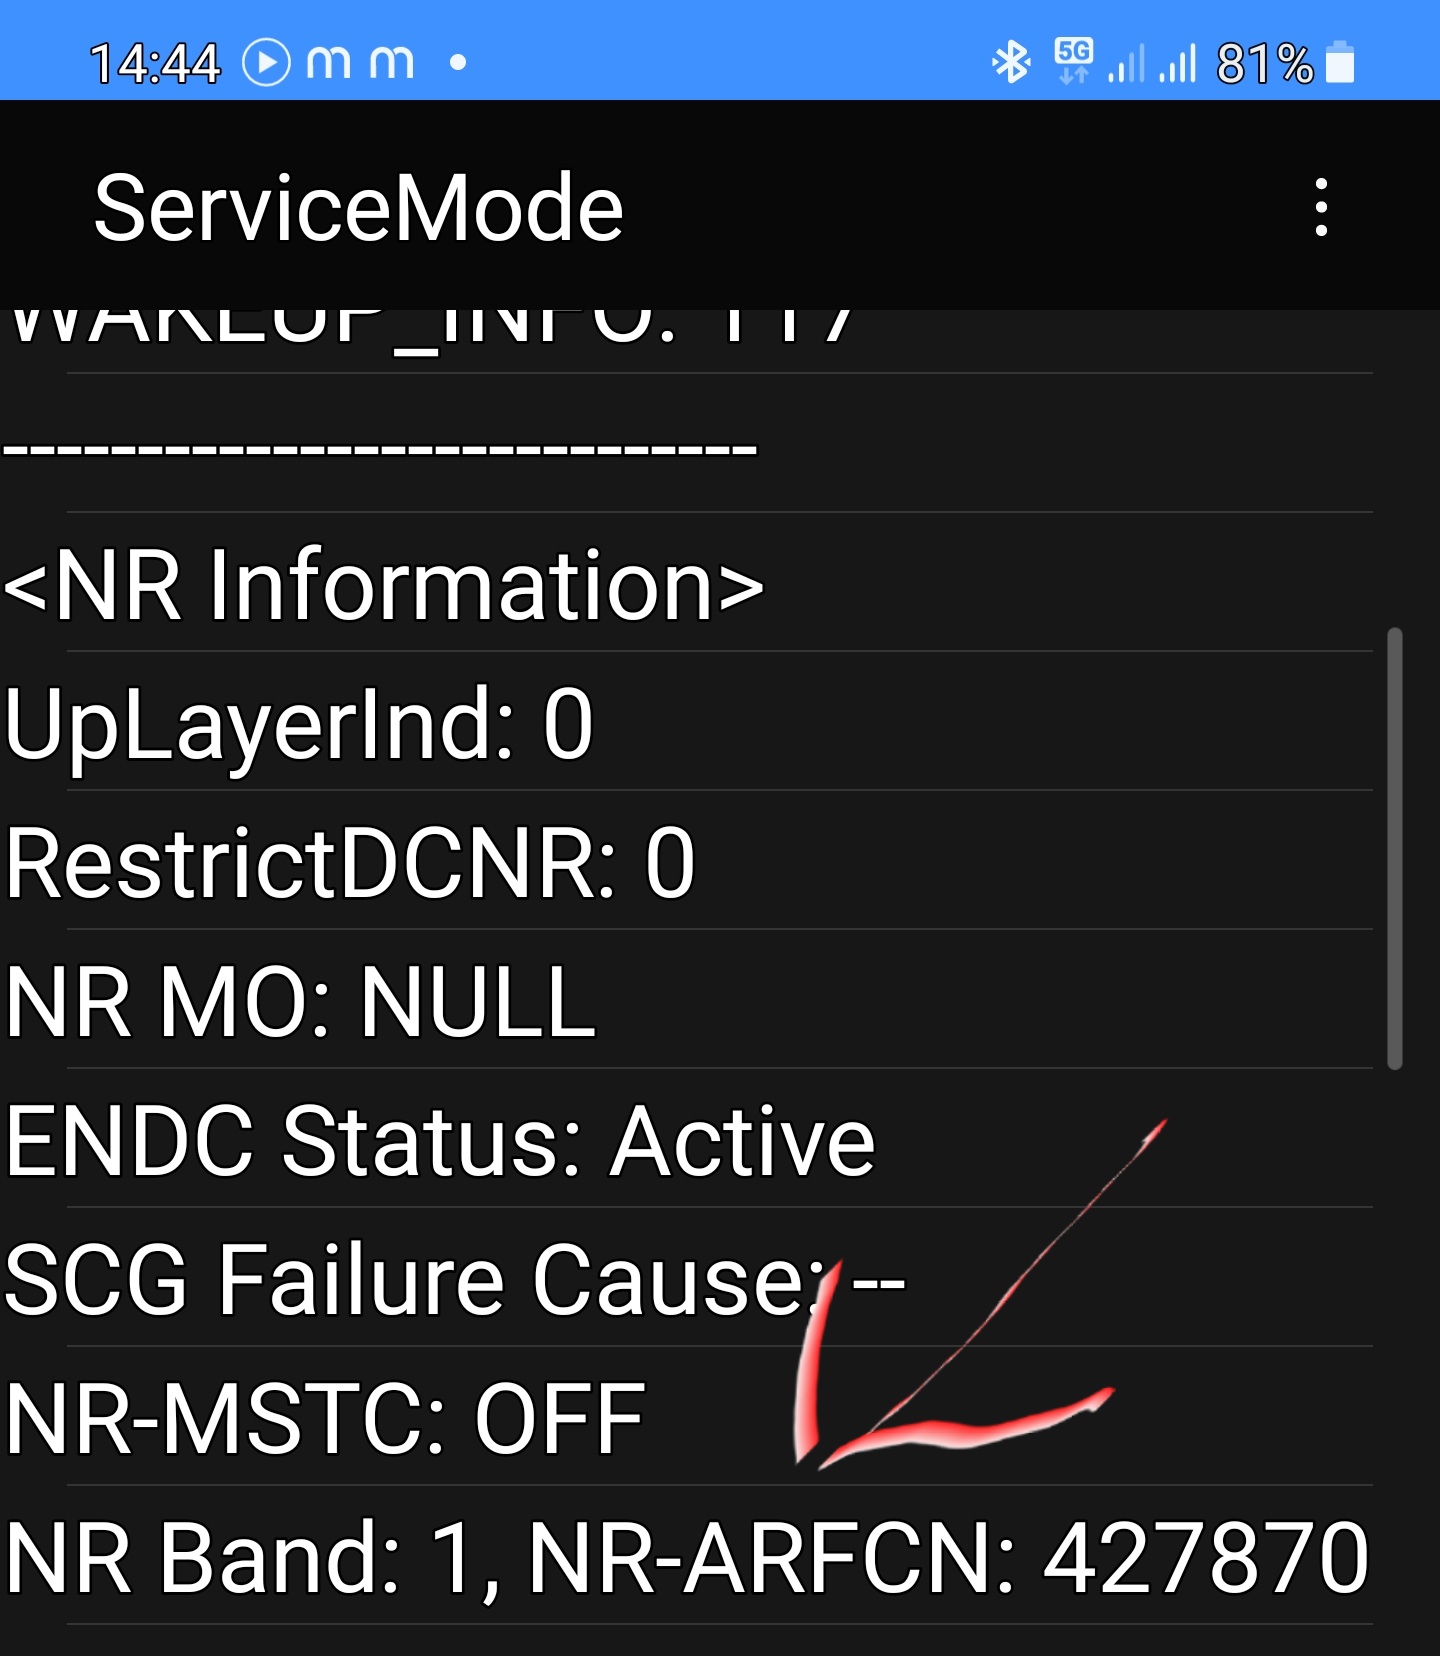 14:44 m m 5G 81%
ServiceMode
WAKEUP_INFO: 117
----------------------------
<NR Information>
UpLayerInd: 0
RestrictDCNR: 0
NR MO: NULL
ENDC Status: Active
SCG Failure Cause: --
NR-MSTC: OFF
NR Band: 1, NR-ARFCN: 427870